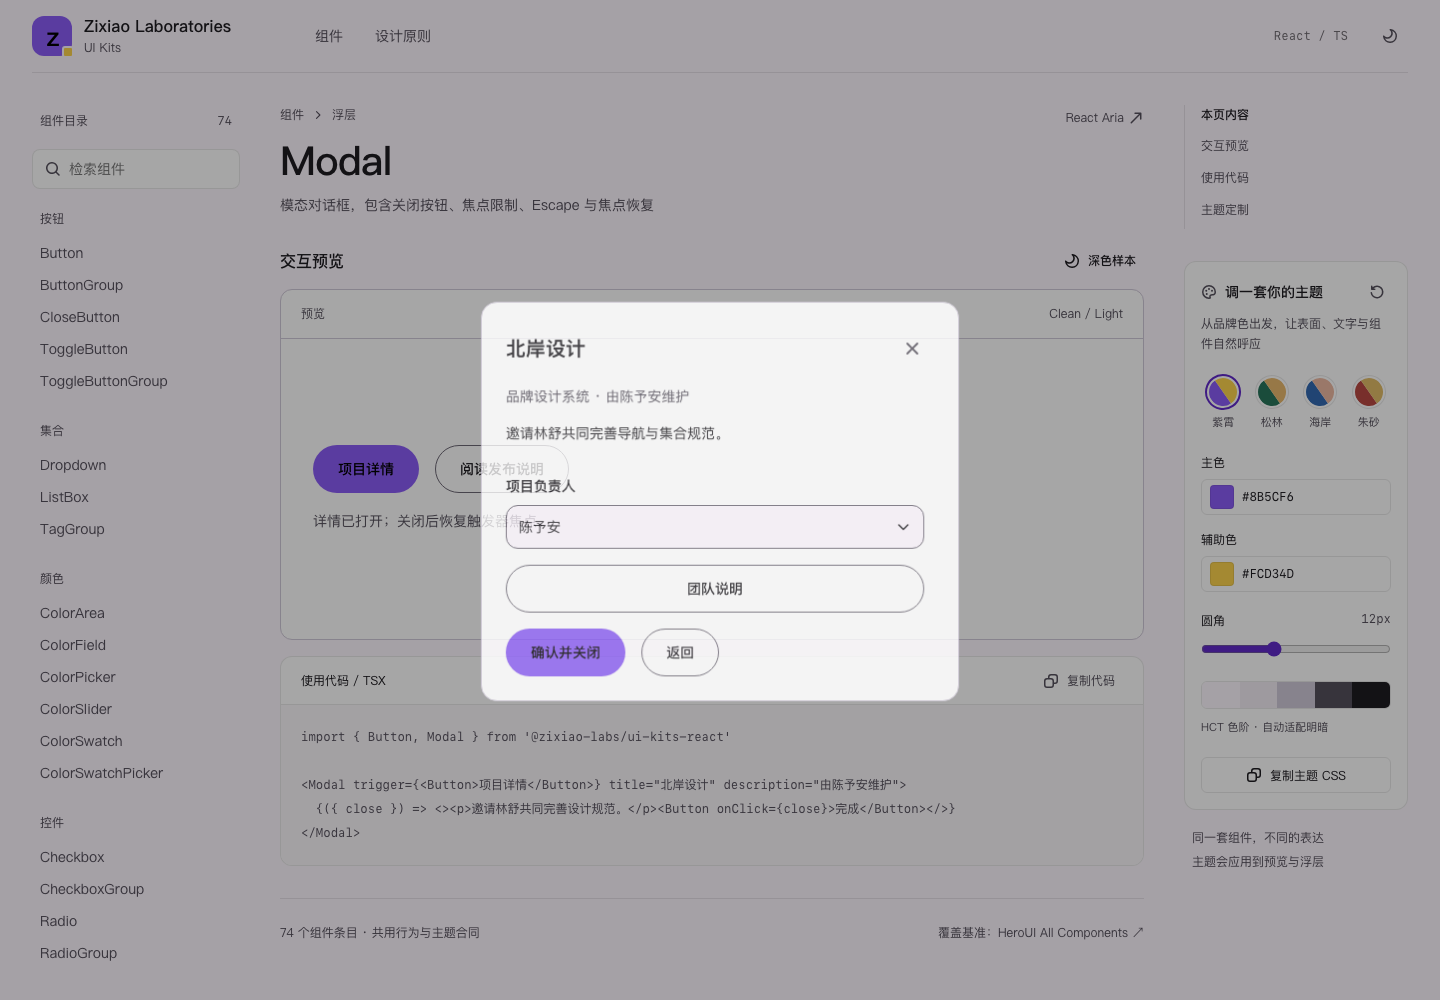 Zixiao Laboratories
UI Kits
组件
设计原则
React / TS
组件目录
74
检索组件
按钮
Button
ButtonGroup
CloseButton
ToggleButton
ToggleButtonGroup
集合
Dropdown
ListBox
TagGroup
颜色
ColorArea
ColorField
ColorPicker
ColorSlider
ColorSwatch
ColorSwatchPicker
控件
Checkbox
CheckboxGroup
Radio
RadioGroup
组件 > 浮层
React Aria
Modal
模态对话框，包含关闭按钮、焦点限制、Escape 与焦点恢复
交互预览
深色样本
预览
Clean / Light
项目详情
阅读发布说明
详情已打开；关闭后恢复触发器焦点。
北岸设计
品牌设计系统 · 由陈予安维护
邀请林舒共同完善导航与集合规范。
项目负责人
陈予安
团队说明
确认并关闭
返回
使用代码 / TSX
复制代码
import { Button, Modal } from '@zixiao-labs/ui-kits-react'
<Modal trigger={<Button>项目详情</Button>} title="北岸设计" description="由陈予安维护">
{({ close }) => <><p>邀请林舒共同完善设计规范。</p><Button onClick={close}>完成</Button></>}
</Modal>
74 个组件条目 · 共用行为与主题合同
覆盖基准：HeroUI All Components ↗
本页内容
交互预览
使用代码
主题定制
调一套你的主题
从品牌色出发，让表面、文字与组
件自然呼应
紫霄
松林
海岸
朱砂
主色
#8B5CF6
辅助色
#FCD34D
圆角
12px
HCT 色阶 · 自动适配明暗
复制主题 CSS
同一套组件，不同的表达
主题会应用到预览与浮层